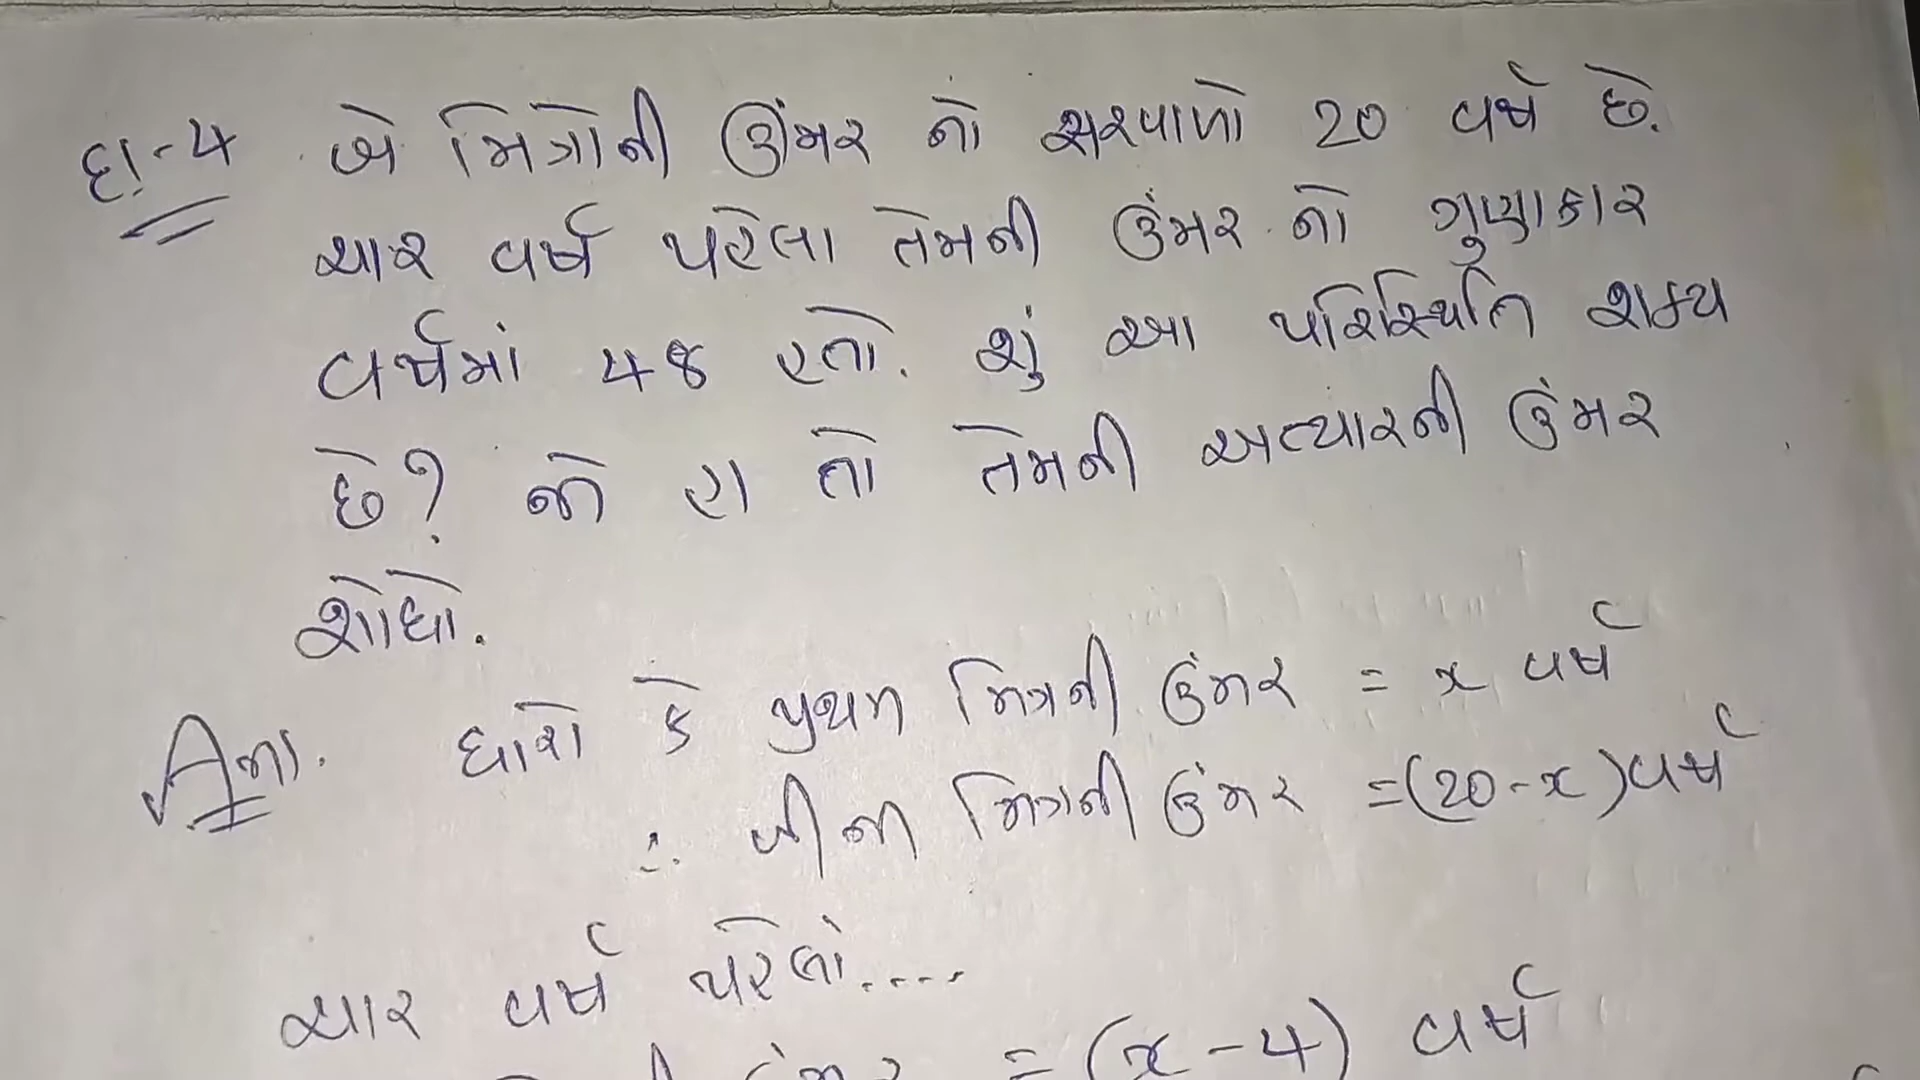 દા-4 બે મિત્રોની ઊંમર નો સરવાળો 20 વર્ષ છે.
ચાર વર્ષ પહેલા તેમની ઉંમર નો ગુણાકાર
વર્ષમાં 48 હતો. શું આ પરિસ્થિતિ શક્ય
છે? જો હા તો તેમની અત્યારની ઉંમર
શોધો.
Ans. ધારો કે પ્રથમ મિત્રની ઉંમર = x વર્ષ
∴ બીજા મિત્રની ઉંમર = (20-x) વર્ષ
ચાર વર્ષ પહેલાં....
= (x-4) વર્ષ